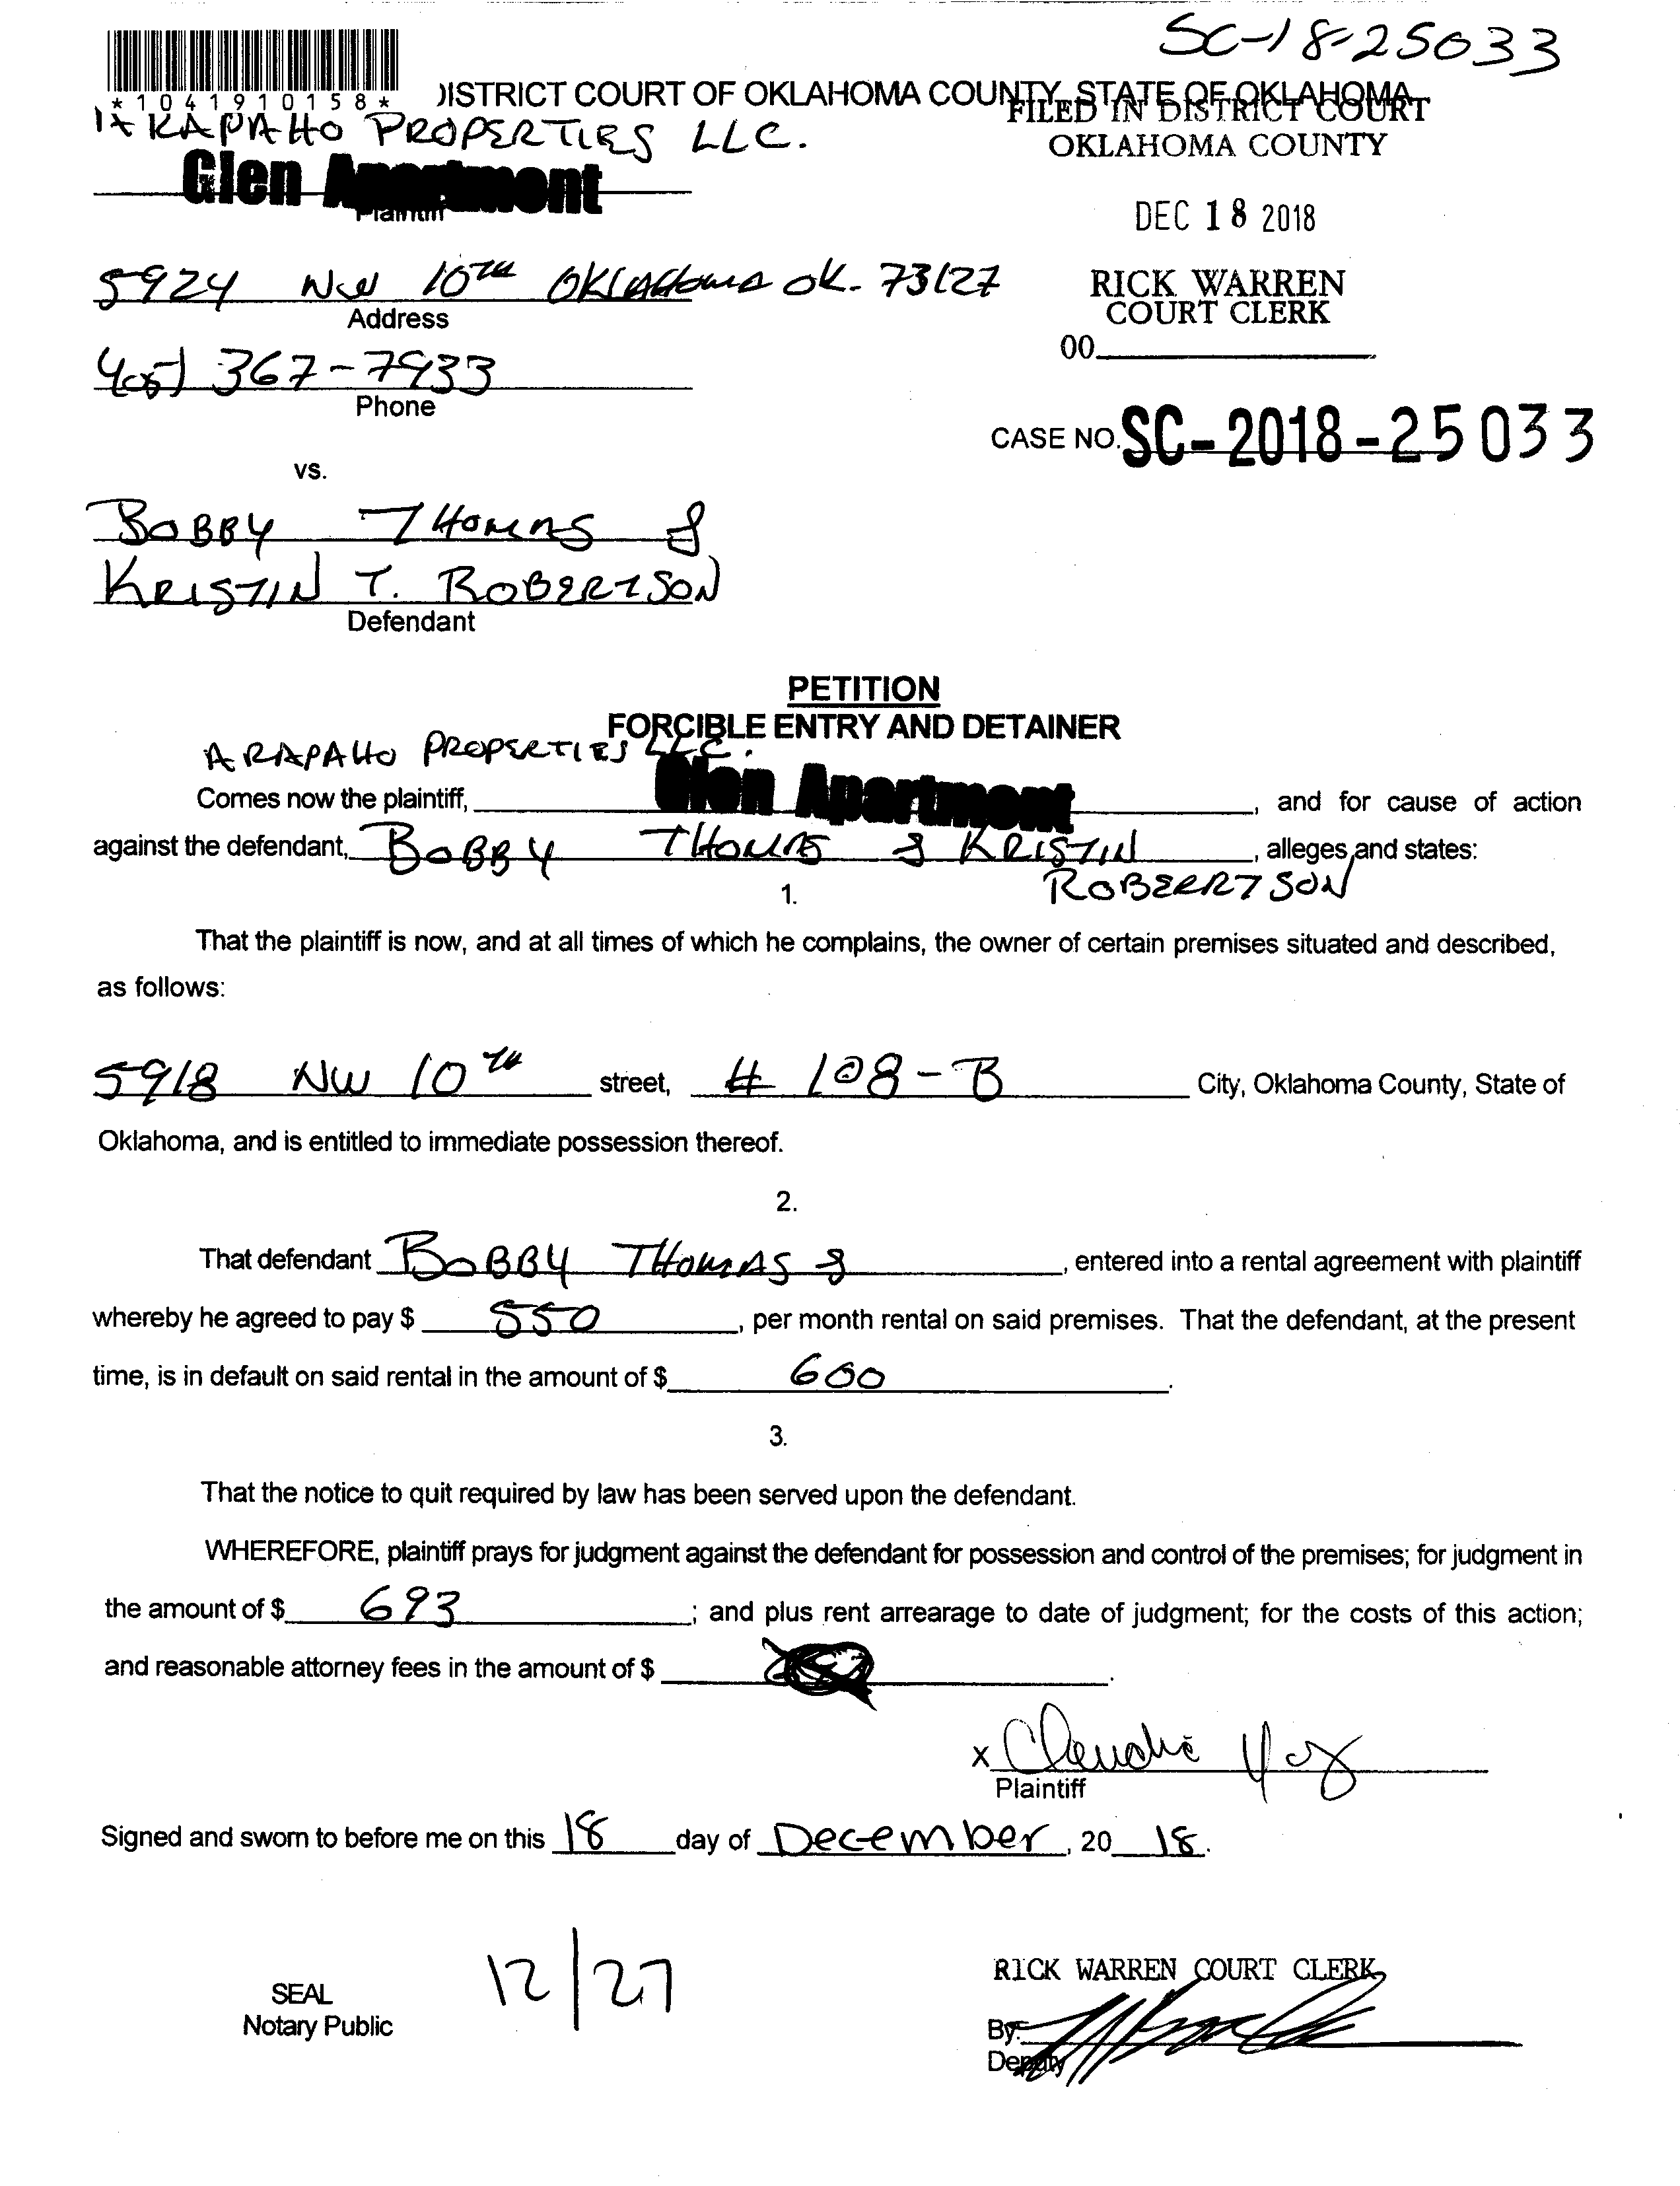 SC-18-25033
*1041910158*
DISTRICT COURT OF OKLAHOMA COUNTY, STATE OF OKLAHOMA
FILED IN DISTRICT COURT
OKLAHOMA COUNTY
ARAPAHO PROPERTIES LLC.
Glen Apartment
Plaintiff
DEC 18 2018
5924 NW 10TH OKLAHOMA OK. 73127
Address
RICK WARREN
COURT CLERK
00
405) 367-7933
Phone
CASE NO. SC-2018-25033
vs.
BOBBY THOMAS &
KRISTIN T. ROBERTSON
Defendant
PETITION
FORCIBLE ENTRY AND DETAINER
ARAPAHO PROPERTIES LLC.
Comes now the plaintiff, Glen Apartment, and for cause of action
against the defendant, BOBBY THOMAS & KRISTIN, alleges and states:
ROBEERTSON
1.
That the plaintiff is now, and at all times of which he complains, the owner of certain premises situated and described,
as follows:
5918 NW 10TH street, # 108-B City, Oklahoma County, State of
Oklahoma, and is entitled to immediate possession thereof.
2.
That defendant BOBBY THOMAS &, entered into a rental agreement with plaintiff
whereby he agreed to pay $ 550, per month rental on said premises. That the defendant, at the present
time, is in default on said rental in the amount of $ 600.
3.
That the notice to quit required by law has been served upon the defendant.
WHEREFORE, plaintiff prays for judgment against the defendant for possession and control of the premises; for judgment in
the amount of $ 693; and plus rent arrearage to date of judgment; for the costs of this action;
and reasonable attorney fees in the amount of $.
x Claudia
Plaintiff
Signed and sworn to before me on this 18 day of December, 20 18.
12/27
SEAL
Notary Public
RICK WARREN COURT CLERK
By:
Deputy